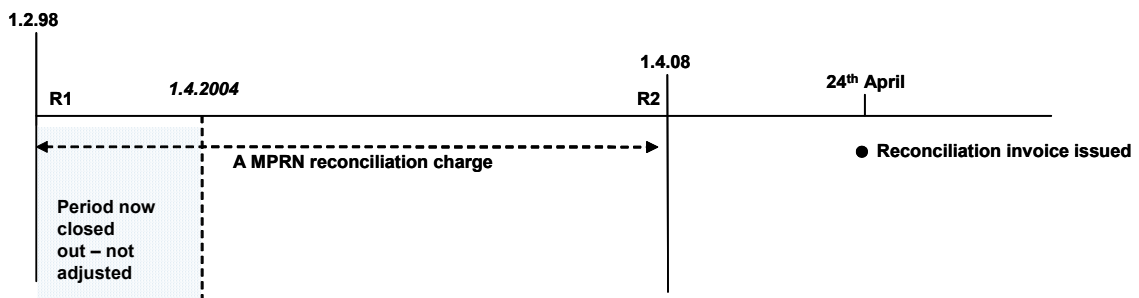 1.2.98
1.4.08
R1
1.4.2004
R2
24th April
A MPRN reconciliation charge
Reconciliation invoice issued
Period now
closed
out – not
adjusted